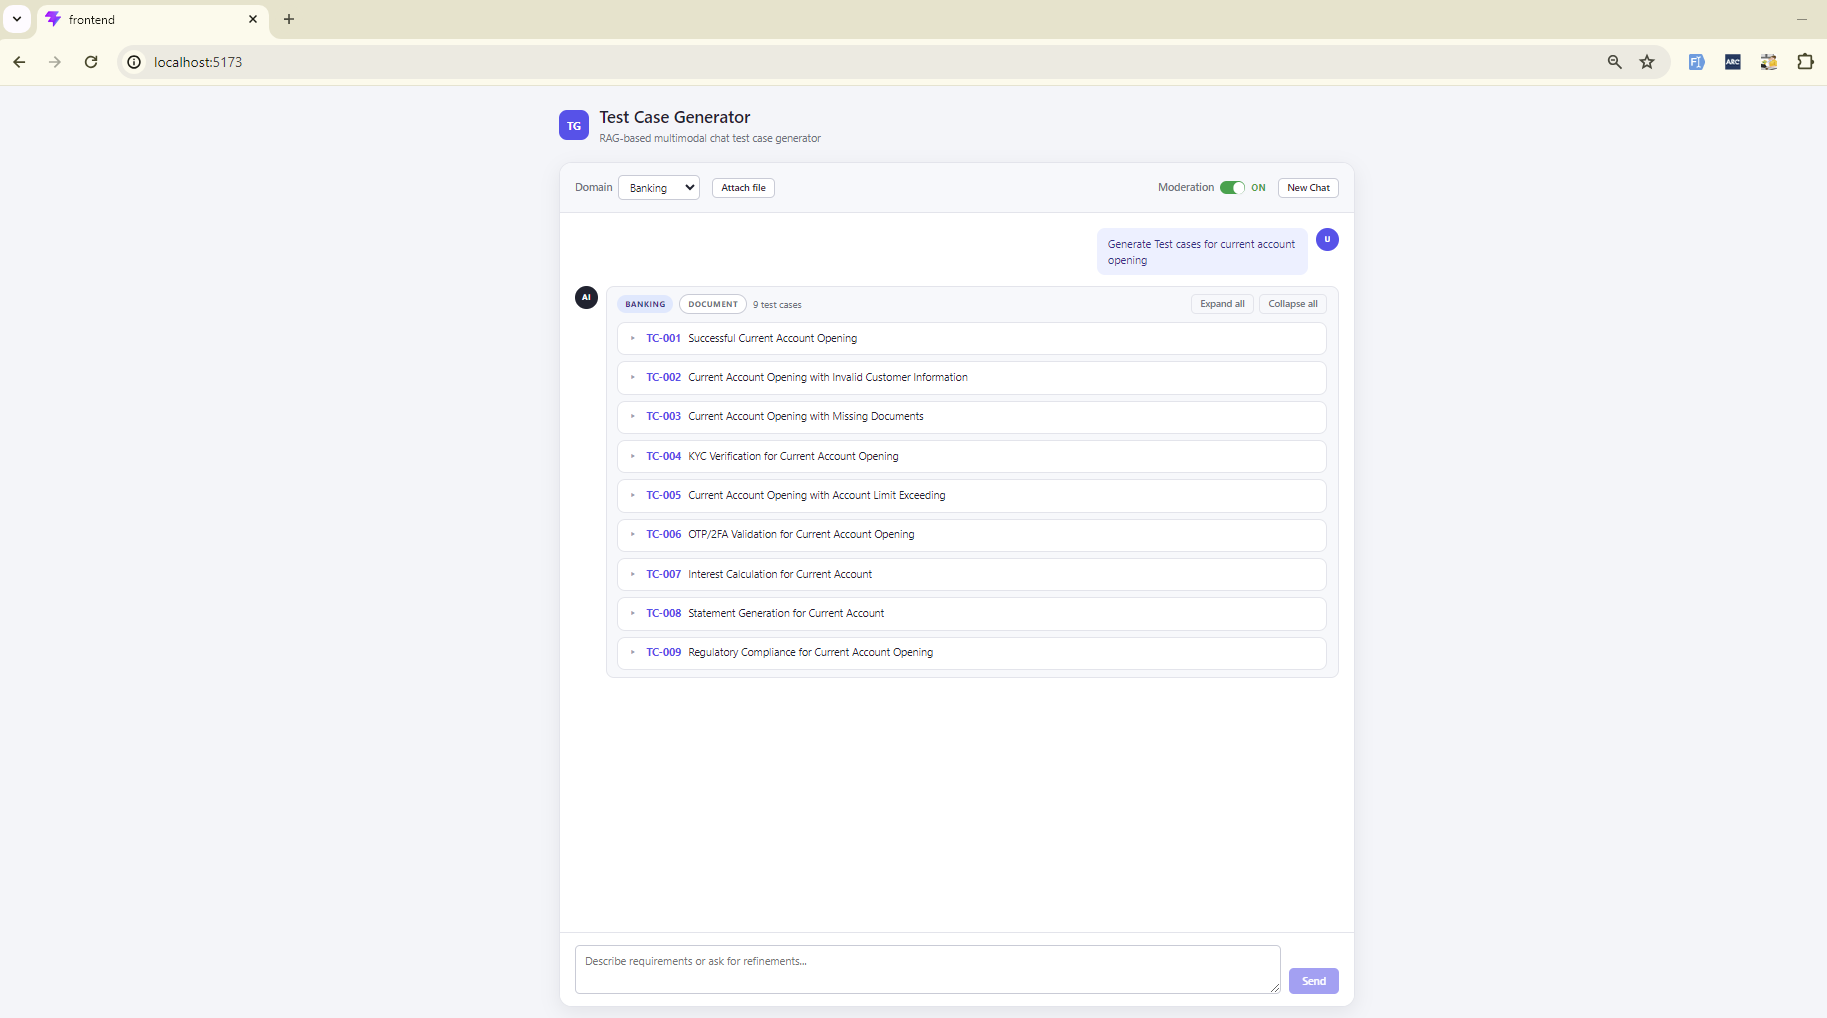 frontend
localhost:5173
ARC
TG
Test Case Generator
RAG-based multimodal chat test case generator
Domain Banking Attach file Moderation ON New Chat
Generate Test cases for current account
opening
U
AI
BANKING DOCUMENT 9 test cases Expand all Collapse all
TC-001 Successful Current Account Opening
TC-002 Current Account Opening with Invalid Customer Information
TC-003 Current Account Opening with Missing Documents
TC-004 KYC Verification for Current Account Opening
TC-005 Current Account Opening with Account Limit Exceeding
TC-006 OTP/2FA Validation for Current Account Opening
TC-007 Interest Calculation for Current Account
TC-008 Statement Generation for Current Account
TC-009 Regulatory Compliance for Current Account Opening
Describe requirements or ask for refinements...
Send